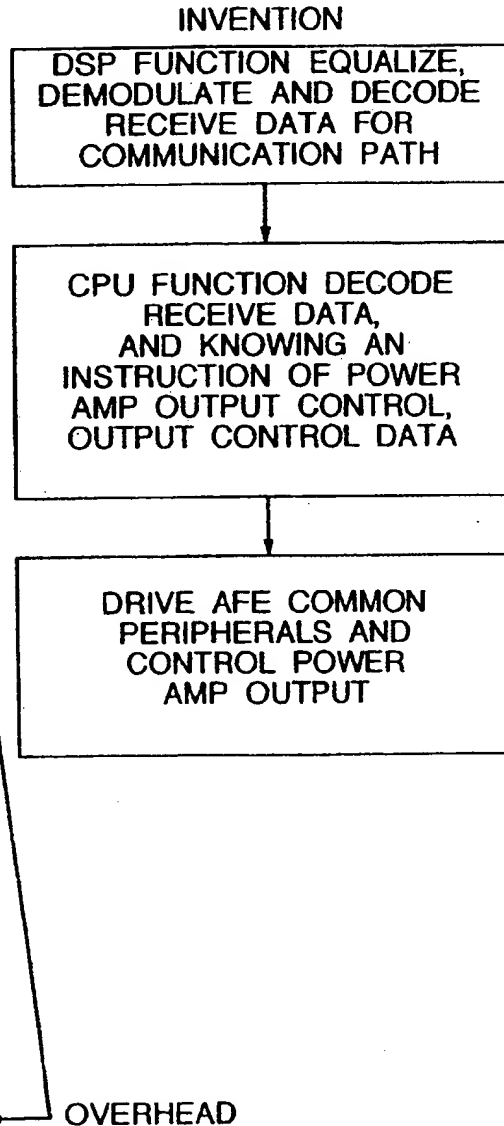 INVENTION
DSP FUNCTION EQUALIZE,
DEMODULATE AND DECODE
RECEIVE DATA FOR
COMMUNICATION PATH
CPU FUNCTION DECODE
RECEIVE DATA,
AND KNOWING AN
INSTRUCTION OF POWER
AMP OUTPUT CONTROL,
OUTPUT CONTROL DATA
DRIVE AFE COMMON
PERIPHERALS AND
CONTROL POWER
AMP OUTPUT
OVERHEAD